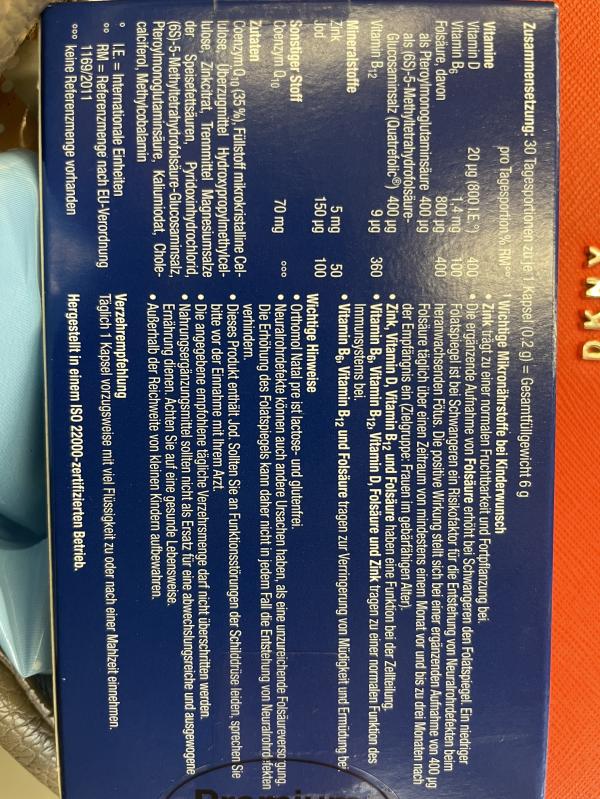 Zusammensetzung: 30 Tagesportionen zu je 1 Kapsel (0,2 g) = Gesamtfüllgewicht 6 g
pro Tagesportion % RM°°
Vitamine
Vitamin D 20 µg (800 I.E.°) 400
Vitamin B6 1,4 mg 100
Folsäure, davon 800 µg 400
als Pteroylmonoglutaminsäure 400 µg
als (6S)-5-Methyltetrahydrofolsäure-
Glucosaminsalz (Quatrefolic®) 400 µg
Vitamin B12 9 µg 360
Mineralstoffe
Zink 5 mg 50
Jod 150 µg 100
Sonstiger Stoff
Coenzym Q10 70 mg °°°
Zutaten
Coenzym Q10 (35 %), Füllstoff mikrokristalline Cel-
lulose, Überzugmittel Hydroxypropylmethylcel-
lulose, Zinkcitrat, Trennmittel Magnesiumsalze
der Speisefettsäuren, Pyridoxinhydrochlorid,
(6S)-5-Methyltetrahydrofolsäure-Glucosaminsalz,
Pteroylmonoglutaminsäure, Kaliumiodat, Chole-
calciferol, Methylcobalamin
° I.E. = Internationale Einheiten
°° RM = Referenzmenge nach EU-Verordnung
1169/2011
°°° keine Referenzmenge vorhanden
Wichtige Mikronährstoffe bei Kinderwunsch
• Zink trägt zu einer normalen Fruchtbarkeit und Fortpflanzung bei.
• Die ergänzende Aufnahme von Folsäure erhöht bei Schwangeren den Folatspiegel. Ein niedriger
Folatspiegel ist bei Schwangeren ein Risikofaktor für die Entstehung von Neuralrohrdefekten beim
heranwachsenden Fötus. Die positive Wirkung stellt sich bei einer ergänzenden Aufnahme von 400 µg
Folsäure täglich über einen Zeitraum von mindestens einem Monat vor und bis zu drei Monaten nach
der Empfängnis ein (Zielgruppe: Frauen im gebärfähigen Alter).
• Zink, Vitamin D, Vitamin B12 und Folsäure haben eine Funktion bei der Zellteilung.
• Vitamin B6, Vitamin B12, Vitamin D, Folsäure und Zink tragen zu einer normalen Funktion des
Immunsystems bei.
• Vitamin B6, Vitamin B12 und Folsäure tragen zur Verringerung von Müdigkeit und Ermüdung bei.
Wichtige Hinweise
• Orthomol Natal pre ist lactose- und glutenfrei.
• Neuralrohrdefekte können auch andere Ursachen haben, als eine unzureichende Folsäureversorgung.
Die Erhöhung des Folatspiegels kann daher nicht in jedem Fall die Entstehung von Neuralrohrdefekten
verhindern.
• Dieses Produkt enthält Jod. Sollten Sie an Funktionsstörungen der Schilddrüse leiden, sprechen Sie
bitte vor der Einnahme mit Ihrem Arzt.
• Die angegebene empfohlene tägliche Verzehrsmenge darf nicht überschritten werden.
• Nahrungsergänzungsmittel sollten nicht als Ersatz für eine abwechslungsreiche und ausgewogene
Ernährung dienen. Achten Sie auf eine gesunde Lebensweise.
• Außerhalb der Reichweite von kleinen Kindern aufbewahren.
Verzehrempfehlung
Täglich 1 Kapsel vorzugsweise mit viel Flüssigkeit zu oder nach einer Mahlzeit einnehmen.
Hergestellt in einem ISO 22000-zertifizierten Betrieb.
Premium
DKNY